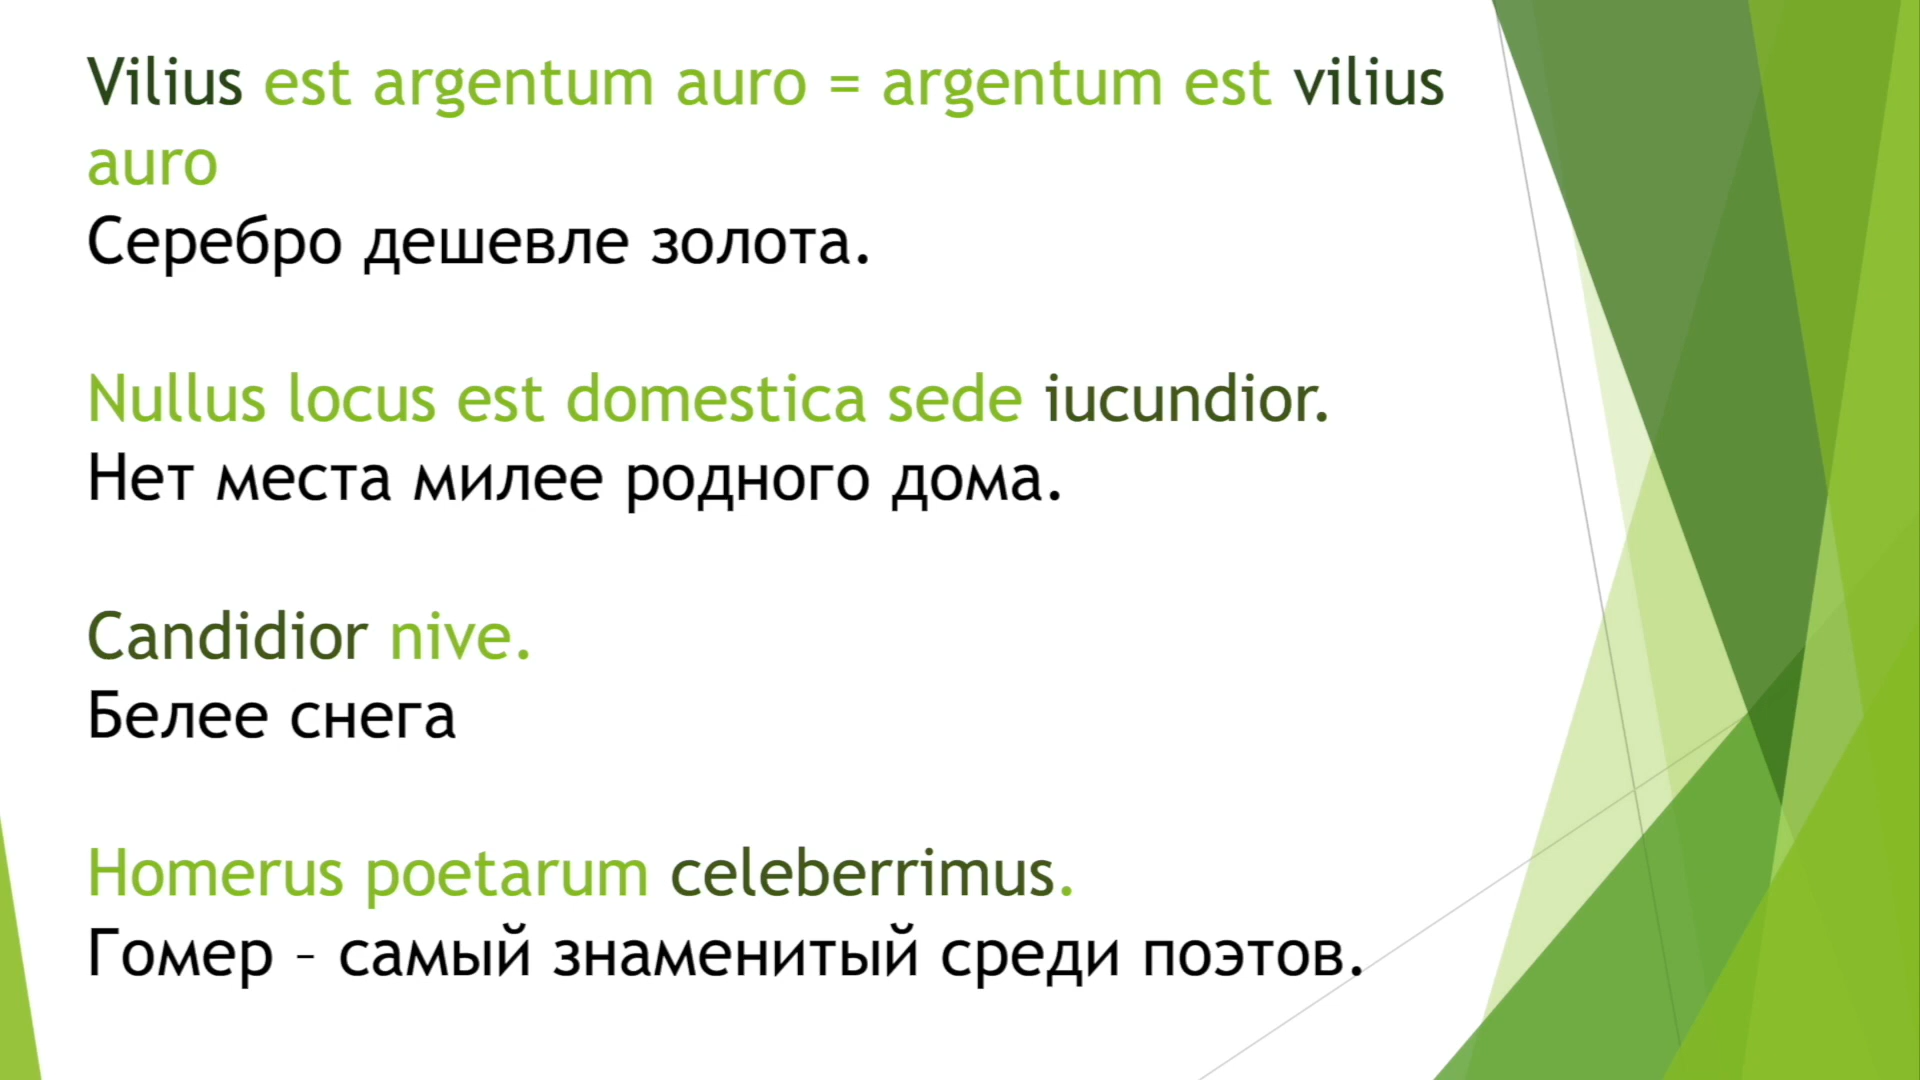 Vilius est argentum auro = argentum est vilius
auro
Серебро дешевле золота.
Nullus locus est domestica sede iucundior.
Нет места милее родного дома.
Candidior nive.
Белее снега
Homerus poetarum celeberrimus.
Гомер – самый знаменитый среди поэтов.